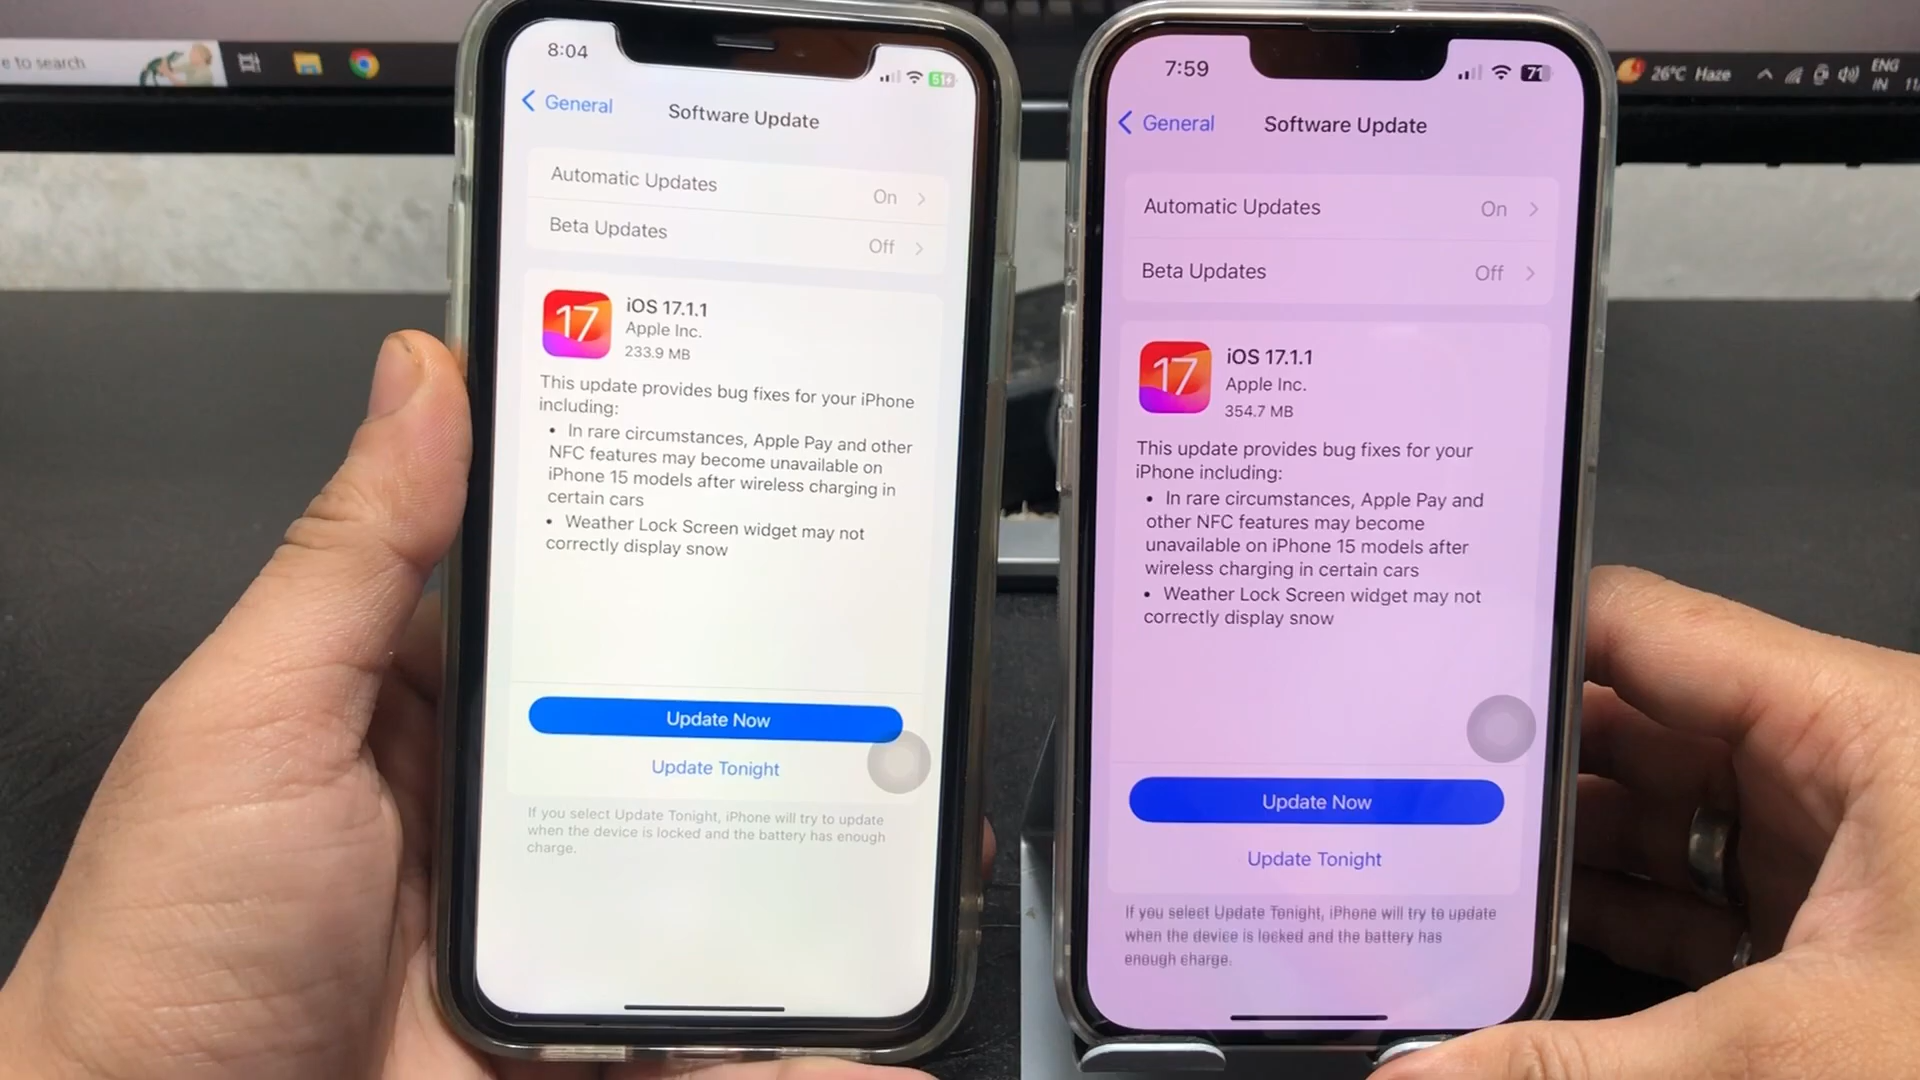 e to search
26°C Haze
ENG
IN
8:04
51
General
Software Update
Automatic Updates
On
Beta Updates
Off
17
iOS 17.1.1
Apple Inc.
233.9 MB
This update provides bug fixes for your iPhone
including:
• In rare circumstances, Apple Pay and other
NFC features may become unavailable on
iPhone 15 models after wireless charging in
certain cars
• Weather Lock Screen widget may not
correctly display snow
Update Now
Update Tonight
If you select Update Tonight, iPhone will try to update
when the device is locked and the battery has enough
charge.
7:59
71
General
Software Update
Automatic Updates
On
Beta Updates
Off
17
iOS 17.1.1
Apple Inc.
354.7 MB
This update provides bug fixes for your
iPhone including:
• In rare circumstances, Apple Pay and
other NFC features may become
unavailable on iPhone 15 models after
wireless charging in certain cars
• Weather Lock Screen widget may not
correctly display snow
Update Now
Update Tonight
If you select Update Tonight, iPhone will try to update
when the device is locked and the battery has
enough charge.